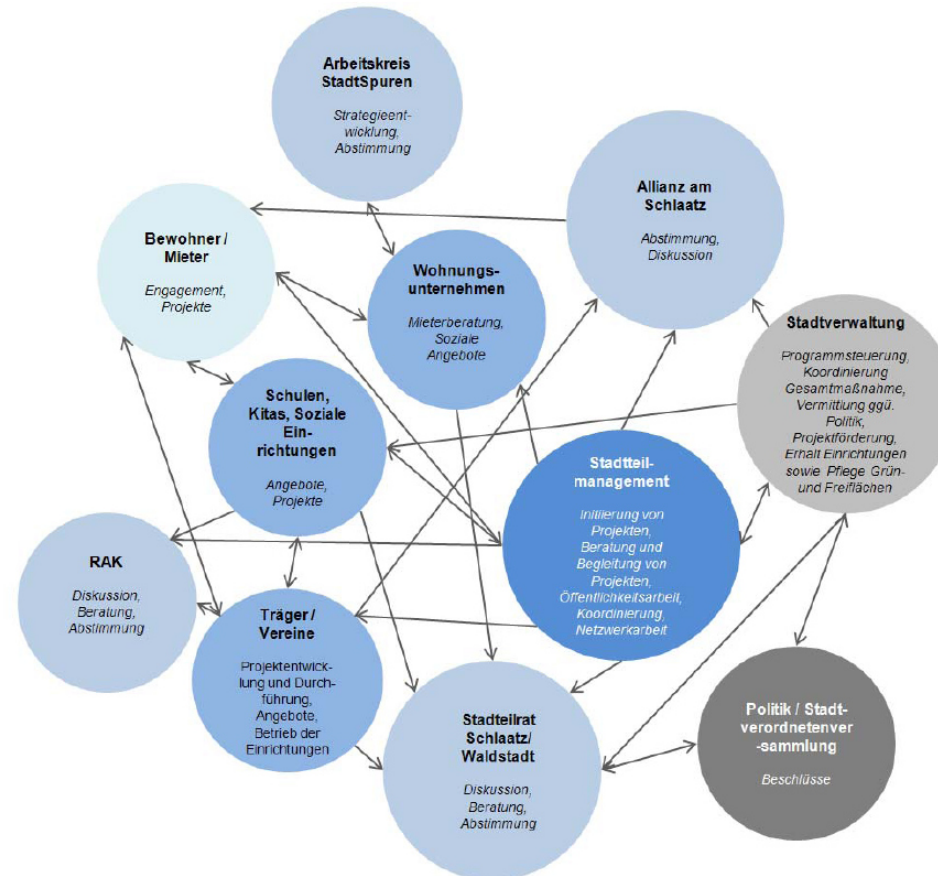 Arbeitskreis
StadtSpuren
Strategieent-
wicklung,
Abstimmung
Allianz am
Schlaatz
Abstimmung,
Diskussion
Bewohner /
Mieter
Engagement,
Projekte
Wohnungs-
unternehmen
Mieterberatung,
Soziale
Angebote
Stadtverwaltung
Programmsteuerung,
Koordinierung
Gesamtmaßnahme,
Vermittlung ggü.
Politik,
Projektförderung,
Erhalt Einrichtungen
sowie Pflege Grün-
und Freiflächen
Schulen,
Kitas, Soziale
Ein-
richtungen
Angebote,
Projekte
Stadtteil-
management
Initiierung von
Projekten,
Beratung und
Begleitung von
Projekten,
Öffentlichkeitsarbeit,
Koordinierung,
Netzwerkarbeit
RAK
Diskussion,
Beratung,
Abstimmung
Träger /
Vereine
Projektentwick-
lung und Durch-
führung,
Angebote,
Betrieb der
Einrichtungen
Stadteilrat
Schlaatz/
Waldstadt
Diskussion,
Beratung,
Abstimmung
Politik / Stadt-
verordnetenver
-sammlung
Beschlüsse